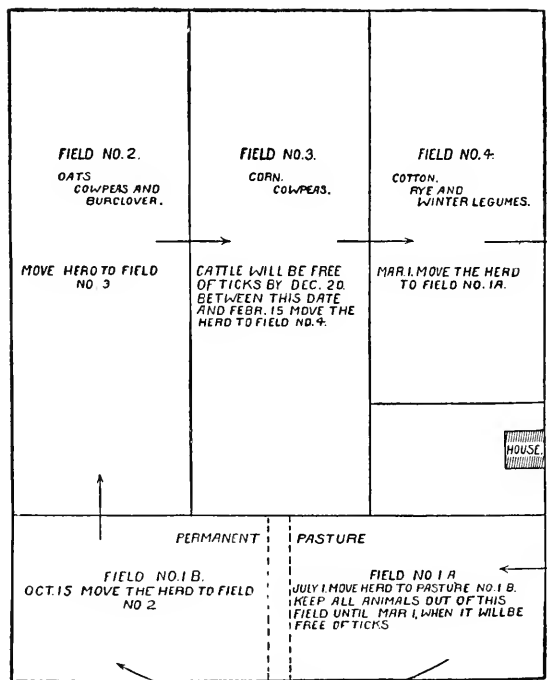 FIELD NO.2.
OATS
COWPEAS AND
BURCLOVER.
MOVE HERD TO FIELD
NO. 3
FIELD NO.3.
CORN.
COWPEAS.
CATTLE WILL BE FREE
OF TICKS BY DEC. 20.
BETWEEN THIS DATE
AND FEBR. 15 MOVE THE
HERD TO FIELD NO.4.
FIELD NO.4.
COTTON.
RYE AND
WINTER LEGUMES.
MAR.1. MOVE THE HERD
TO FIELD NO.1A.
HOUSE.
PERMANENT PASTURE
FIELD NO.1 B.
OCT.15 MOVE THE HERD TO FIELD
NO 2
FIELD NO 1 A
JULY 1. MOVE HERD TO PASTURE NO.1 B.
KEEP ALL ANIMALS OUT OF THIS
FIELD UNTIL MAR 1, WHEN IT WILL BE
FREE OF TICKS